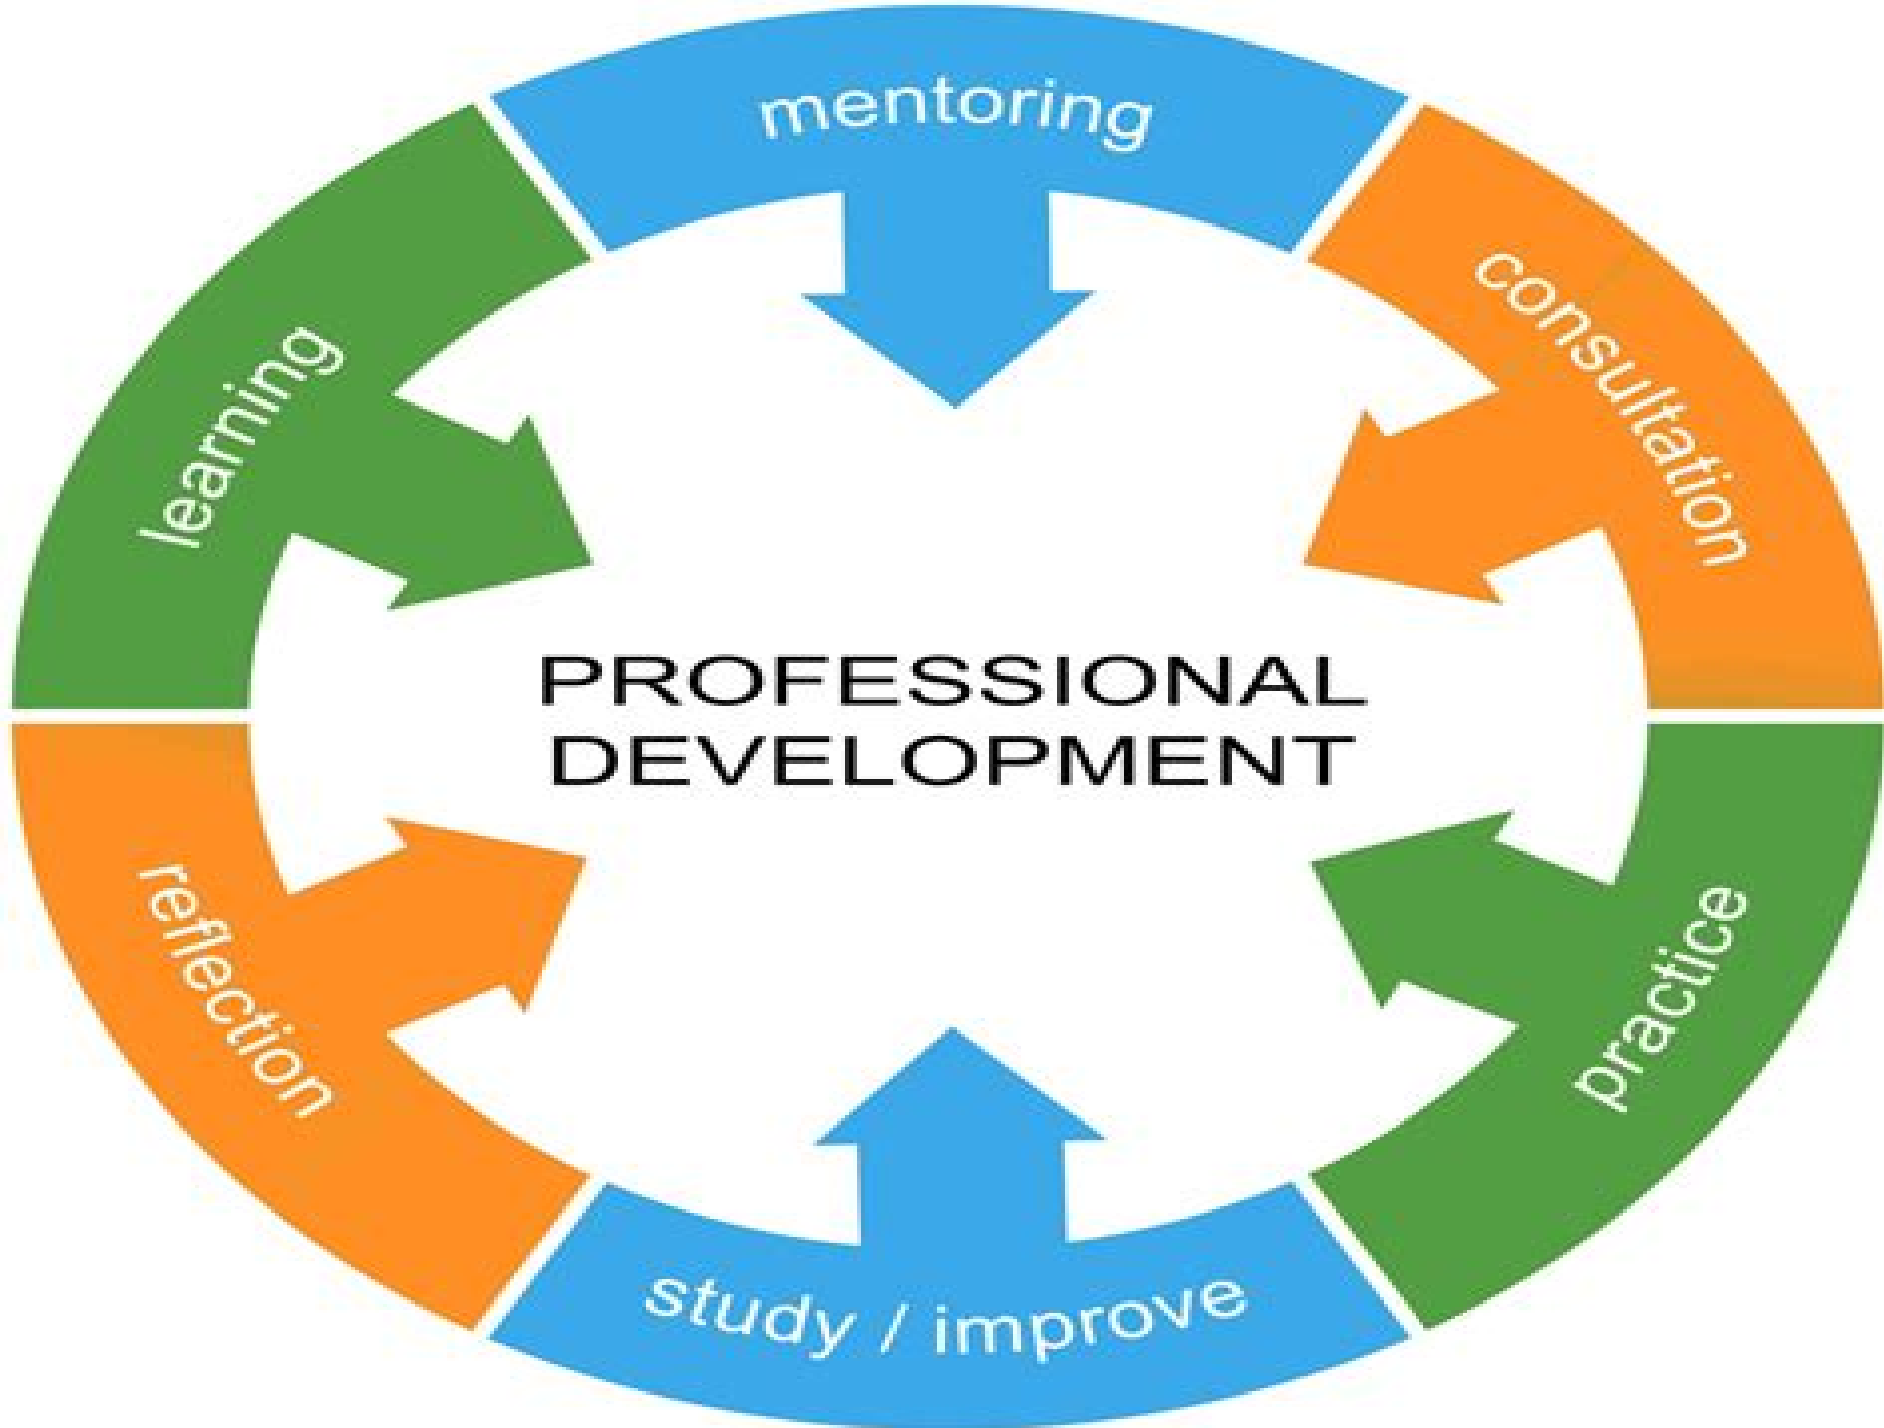 mentoring
consultation
learning
PROFESSIONAL
DEVELOPMENT
reflection
practice
study / improve